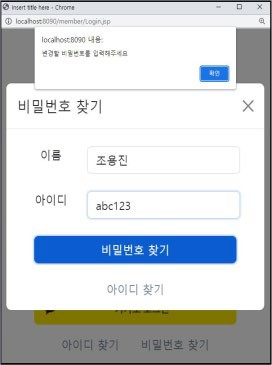 Insert title here - Chrome
localhost:8090/member/Login.jsp
localhost:8090 내용:
변경할 비밀번호를 입력해주세요
확인
비밀번호 찾기
이름
조용진
아이디
abc123
비밀번호 찾기
아이디 찾기
아이디 찾기 비밀번호 찾기